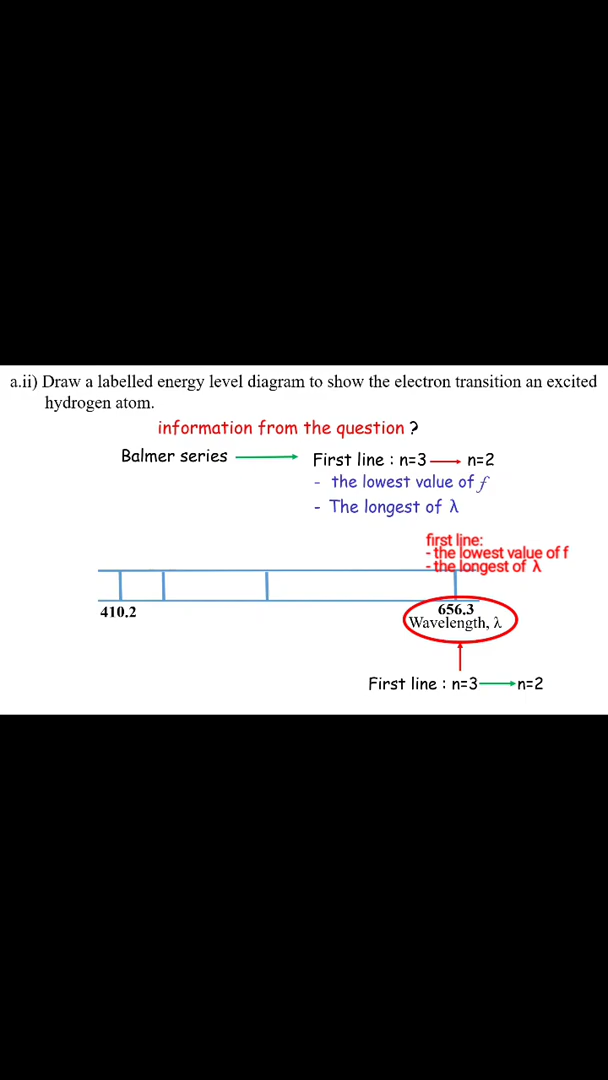 a.ii) Draw a labelled energy level diagram to show the electron transition an excited
hydrogen atom.
information from the question ?
Balmer series
First line : n=3 → n=2
- the lowest value of f
- The longest of λ
first line:
- the lowest value of f
- the longest of λ
410.2
656.3
Wavelength, λ
First line : n=3 → n=2